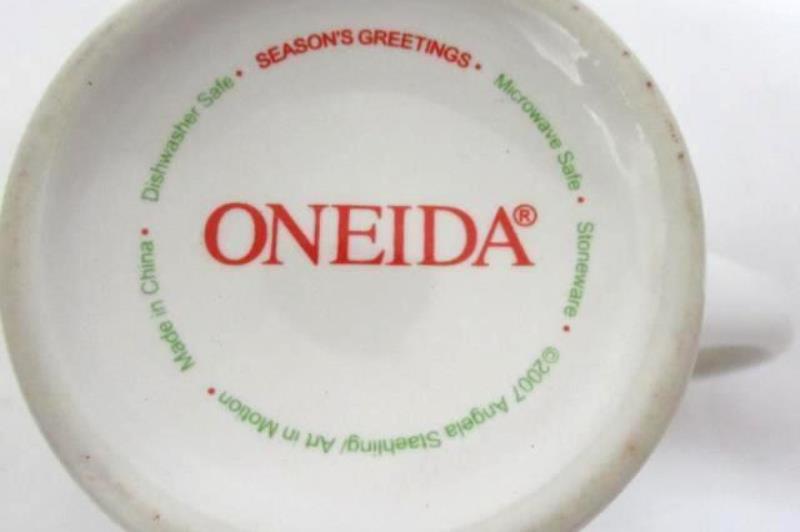 SEASON'S GREETINGS • Microwave Safe • Stoneware • ©2007 Angela Staehling/ Art in Motion • Made in China • Dishwasher Safe •
ONEIDA®